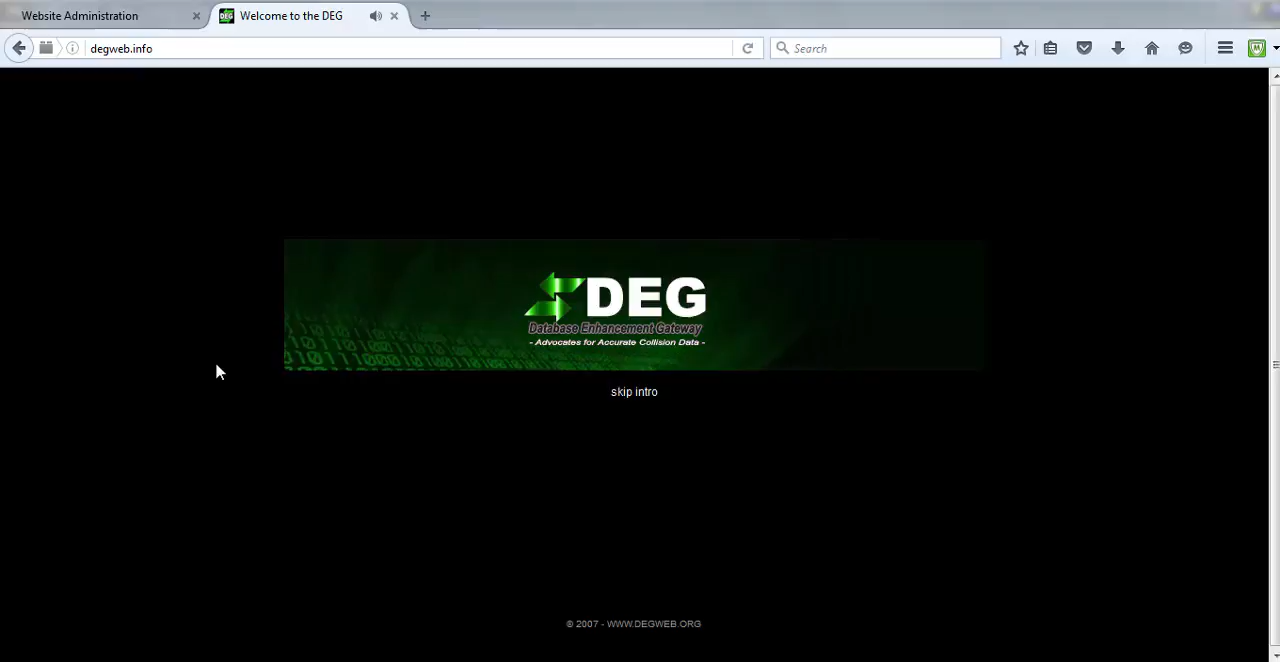 Website Administration
Welcome to the DEG
degweb.info
Search
DEG
Database Enhancement Gateway
- Advocates for Accurate Collision Data -
skip intro
© 2007 - WWW.DEGWEB.ORG